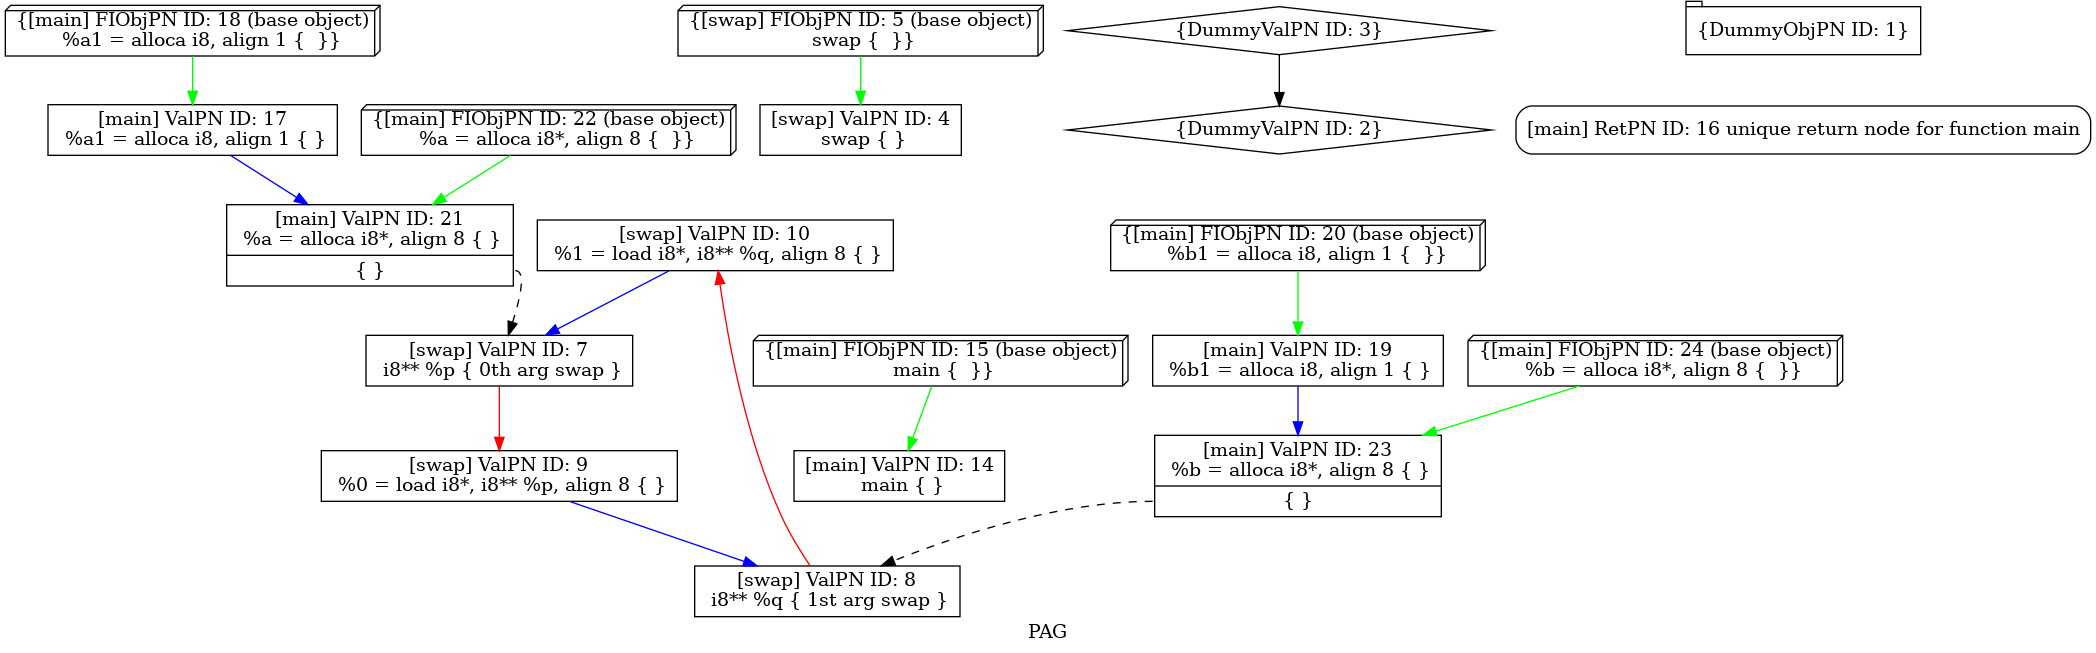 {[main] FIObjPN ID: 18 (base object)
%a1 = alloca i8, align 1 {  }}
{[swap] FIObjPN ID: 5 (base object)
swap {  }}
{DummyValPN ID: 3}
{DummyObjPN ID: 1}
[main] ValPN ID: 17
%a1 = alloca i8, align 1 { }
{[main] FIObjPN ID: 22 (base object)
%a = alloca i8*, align 8 {  }}
[swap] ValPN ID: 4
swap { }
{DummyValPN ID: 2}
[main] RetPN ID: 16 unique return node for function main
[main] ValPN ID: 21
%a = alloca i8*, align 8 { }
{ }
[swap] ValPN ID: 10
%1 = load i8*, i8** %q, align 8 { }
{[main] FIObjPN ID: 20 (base object)
%b1 = alloca i8, align 1 {  }}
[swap] ValPN ID: 7
i8** %p { 0th arg swap }
{[main] FIObjPN ID: 15 (base object)
main {  }}
[main] ValPN ID: 19
%b1 = alloca i8, align 1 { }
{[main] FIObjPN ID: 24 (base object)
%b = alloca i8*, align 8 {  }}
[swap] ValPN ID: 9
%0 = load i8*, i8** %p, align 8 { }
[main] ValPN ID: 14
main { }
[main] ValPN ID: 23
%b = alloca i8*, align 8 { }
{ }
[swap] ValPN ID: 8
i8** %q { 1st arg swap }
PAG